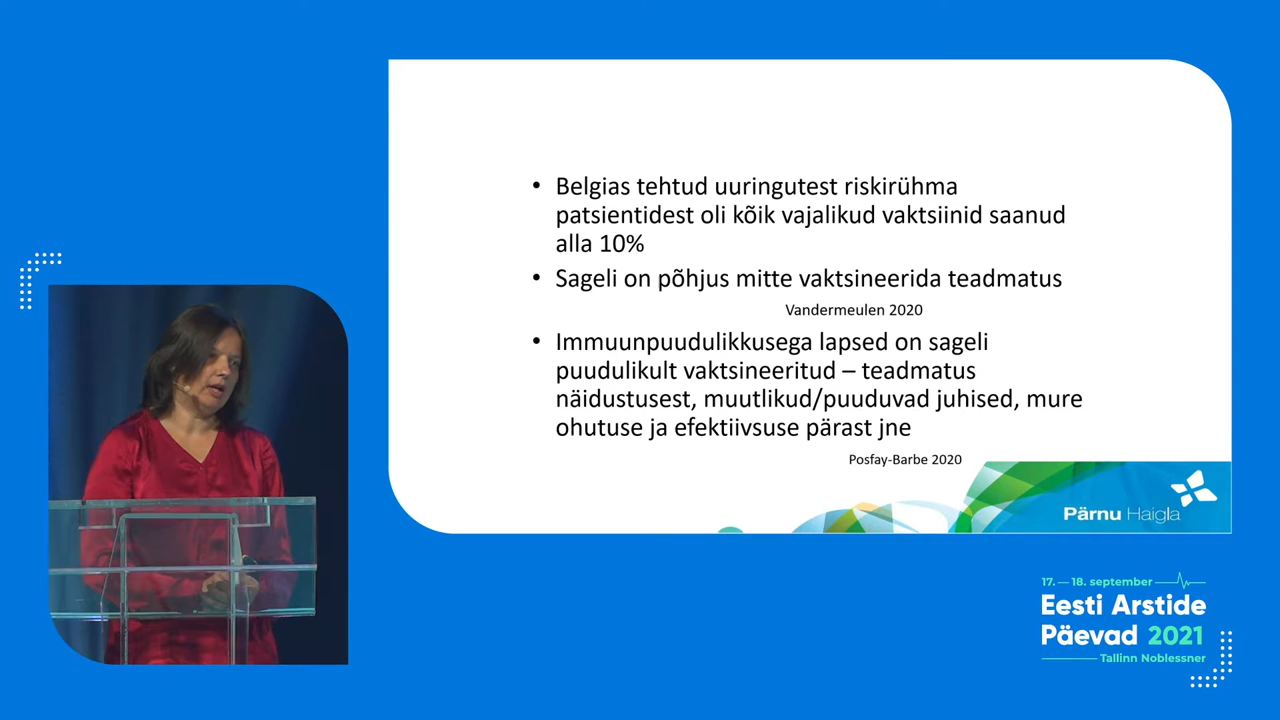 • Belgias tehtud uuringutest riskirühma
patsientidest oli kõik vajalikud vaktsiinid saanud
alla 10%
• Sageli on põhjus mitte vaktsineerida teadmatus
Vandermeulen 2020
• Immuunpuudulikkusega lapsed on sageli
puudulikult vaktsineeritud – teadmatus
näidustusest, muutlikud/puuduvad juhised, mure
ohutuse ja efektiivsuse pärast jne
Posfay-Barbe 2020
Pärnu Haigla
17. — 18. september
Eesti Arstide
Päevad 2021
Tallinn Noblessner